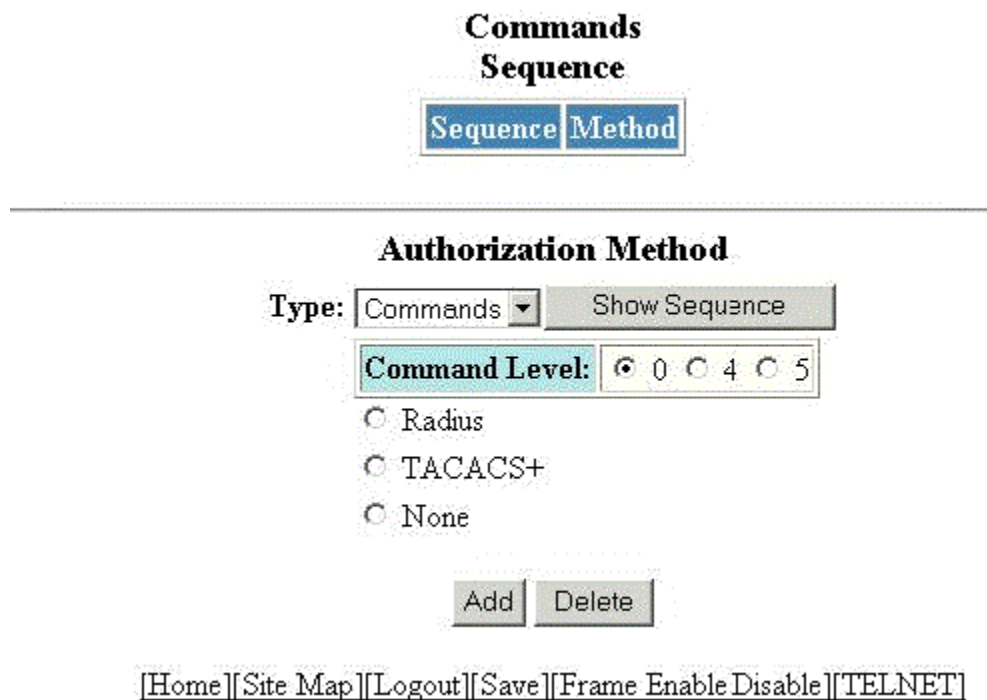 Commands
Sequence
Sequence Method
Authorization Method
Type: Commands Show Sequence
Command Level: 0 4 5
Radius
TACACS+
None
Add Delete
[Home][Site Map][Logout][Save][Frame Enable Disable][TELNET]